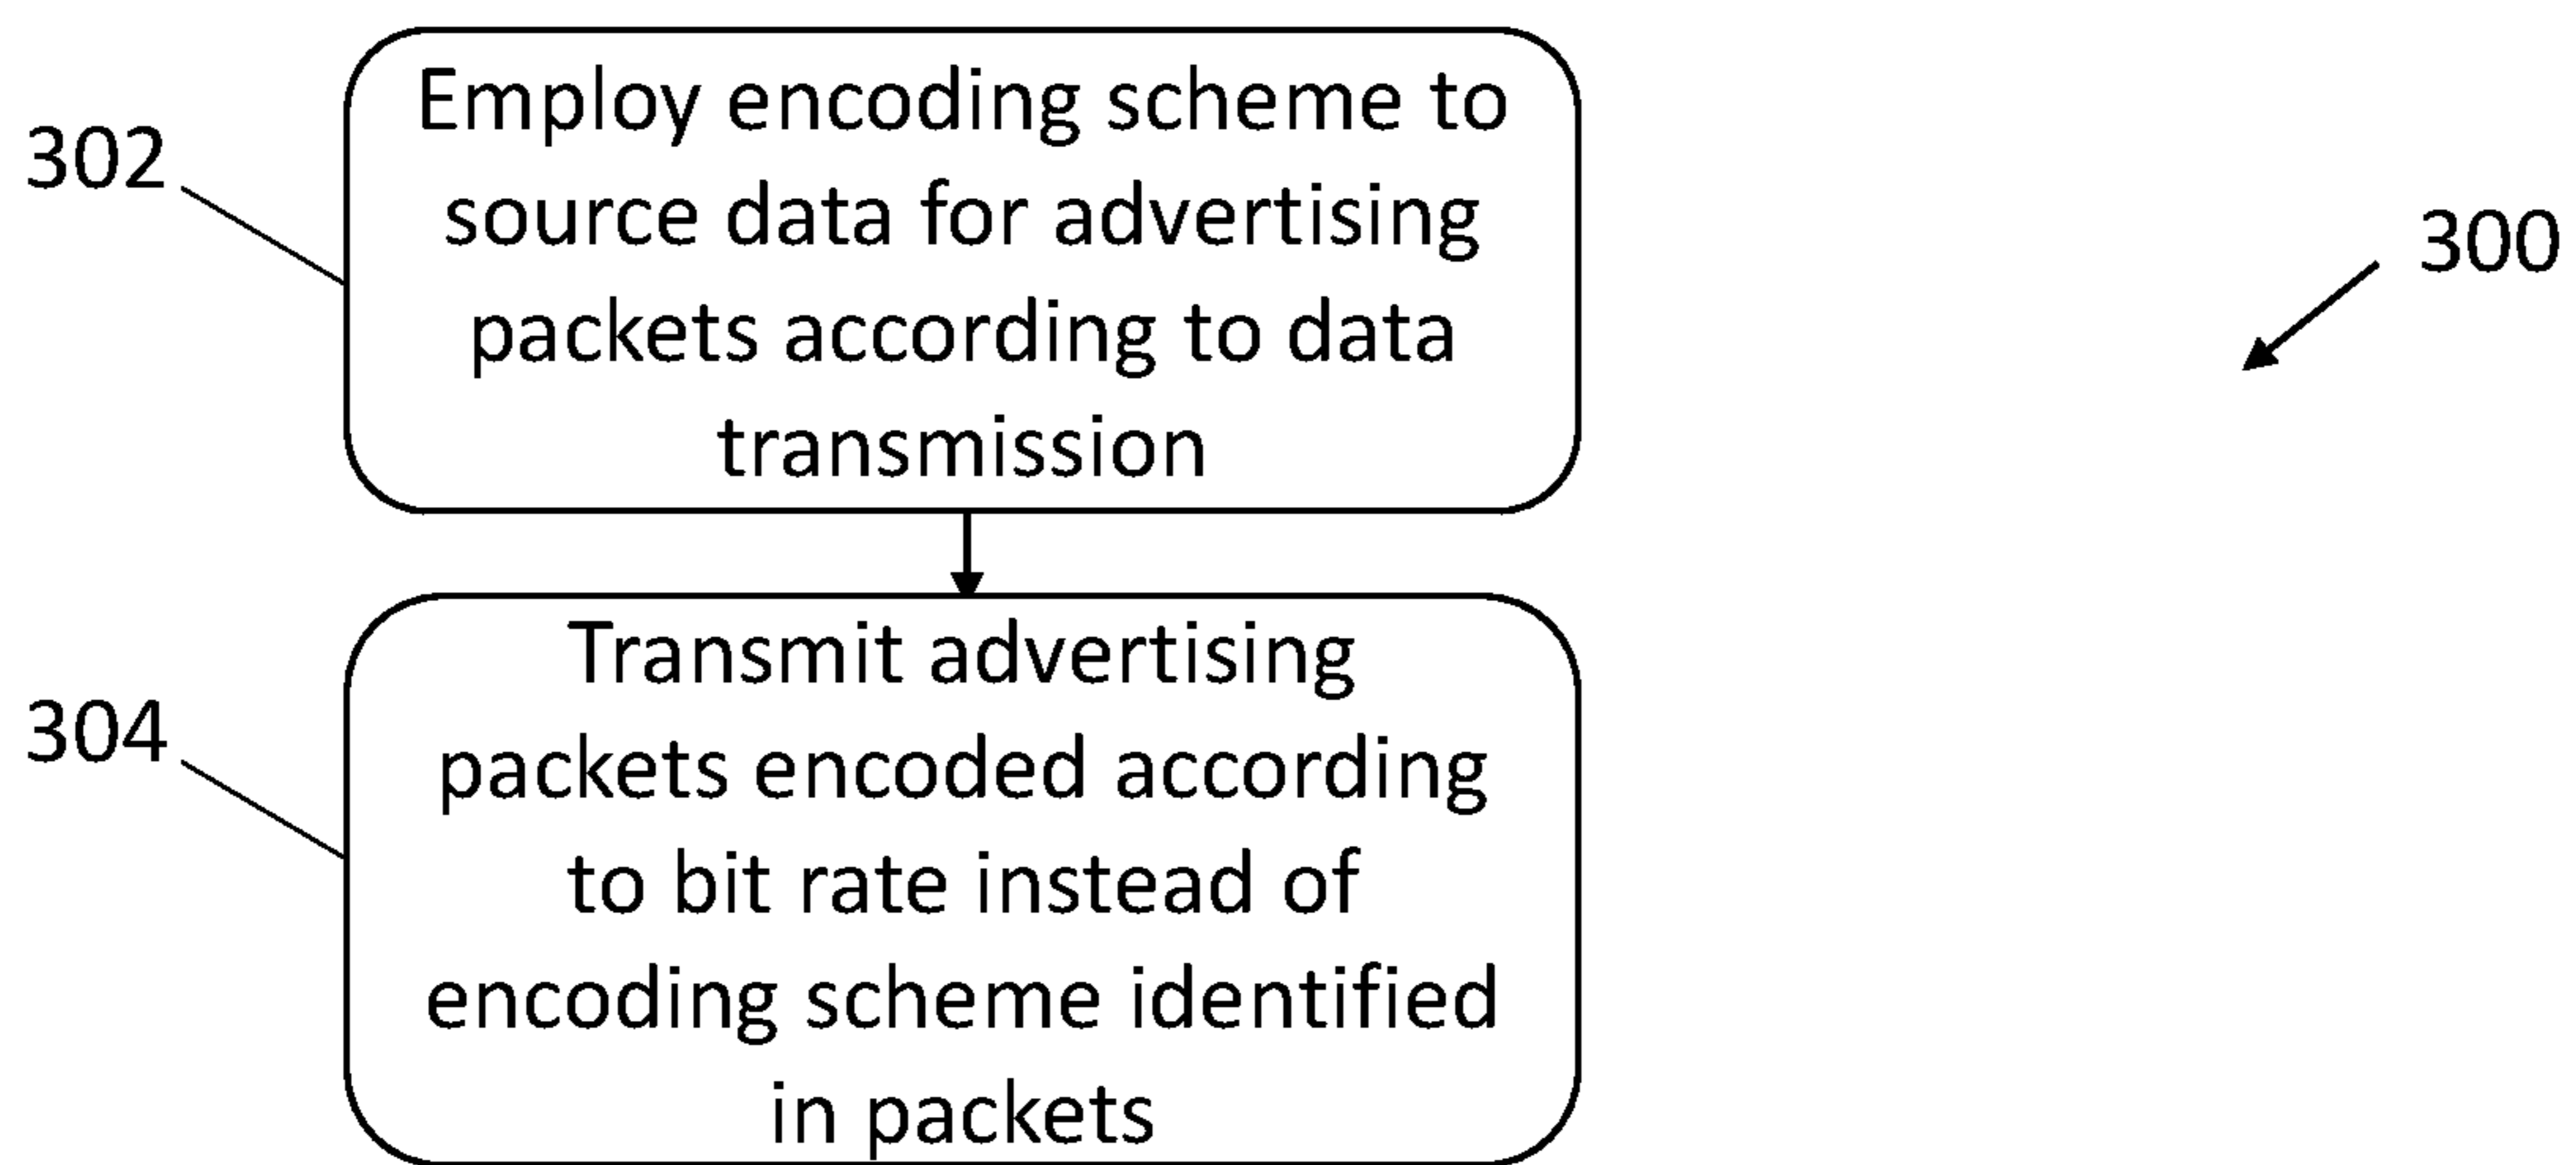 302
Employ encoding scheme to
source data for advertising
packets according to data
transmission
300
304
Transmit advertising
packets encoded according
to bit rate instead of
encoding scheme identified
in packets